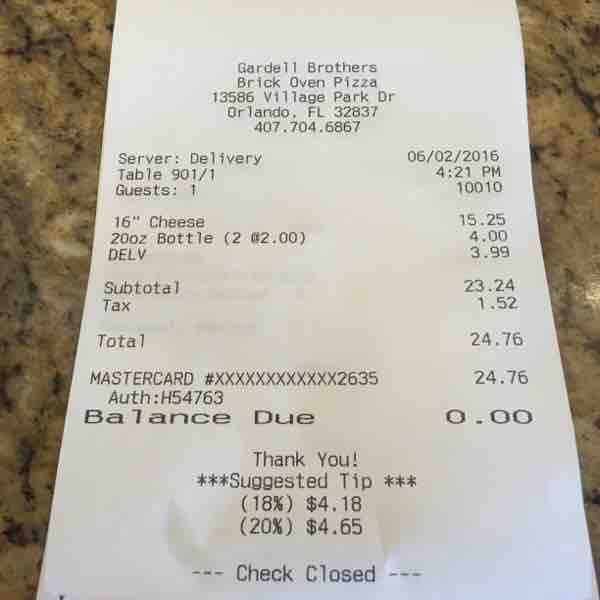 Gardell Brothers
Brick Oven Pizza
13586 Village Park Dr
Orlando, FL 32837
407.704.6867
Server: Delivery 06/02/2016
Table 901/1 4:21 PM
Guests: 1 10010
16" Cheese 15.25
20oz Bottle (2 @2.00) 4.00
DELV 3.99
Subtotal 23.24
Tax 1.52
Total 24.76
MASTERCARD #XXXXXXXXXXXX2635 24.76
Auth:H54763
Balance Due 0.00
Thank You!
***Suggested Tip ***
(18%) $4.18
(20%) $4.65
--- Check Closed ---